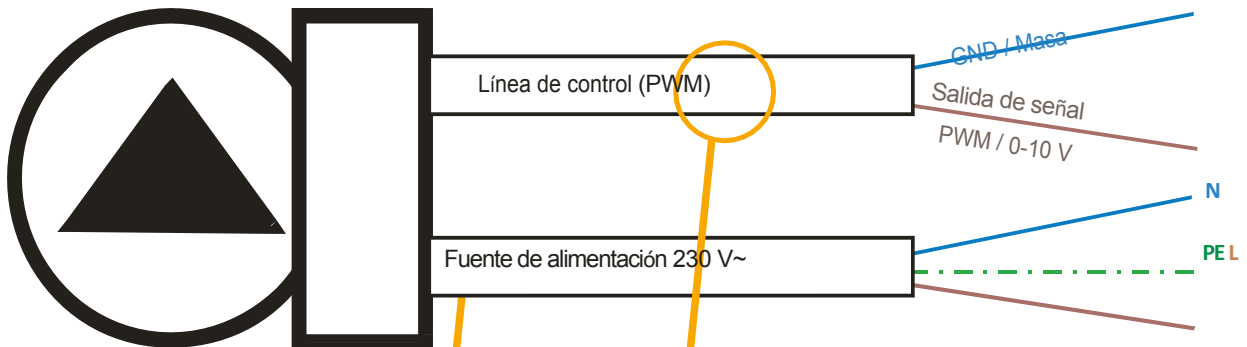 GND / Masa
Línea de control (PWM)
Salida de señal
PWM / 0-10 V
N
Fuente de alimentación 230 V~
PE L